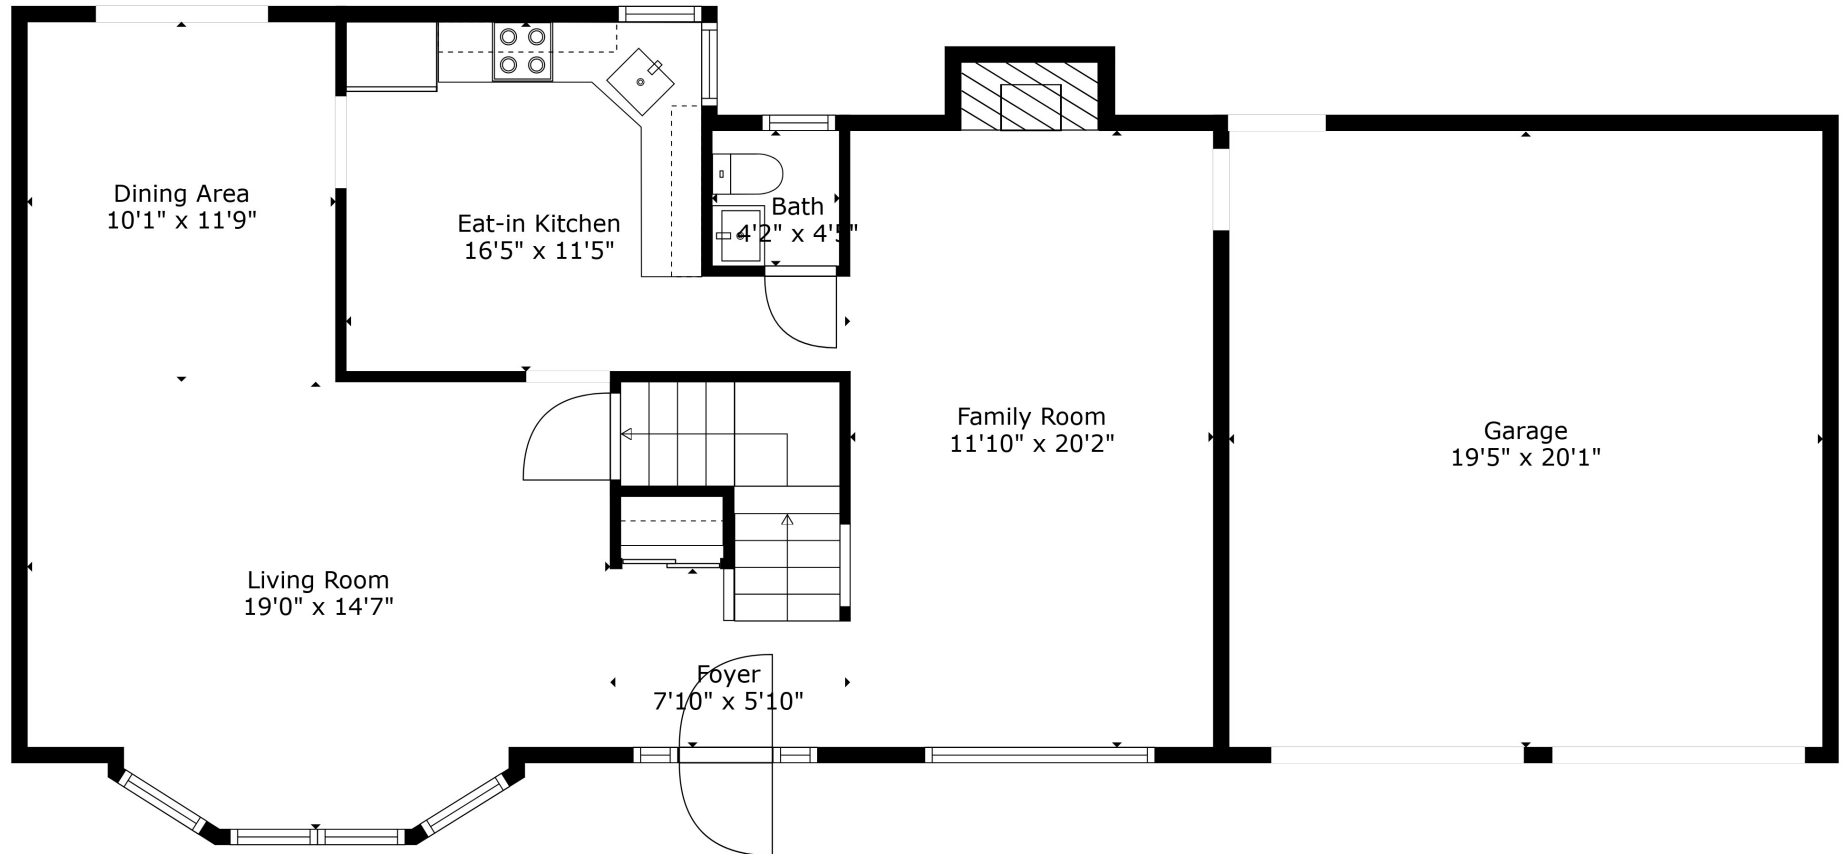 Dining Area
10'1" x 11'9"
Eat-in Kitchen
16'5" x 11'5"
Bath
4'2" x 4'5"
Family Room
11'10" x 20'2"
Garage
19'5" x 20'1"
Living Room
19'0" x 14'7"
Foyer
7'10" x 5'10"